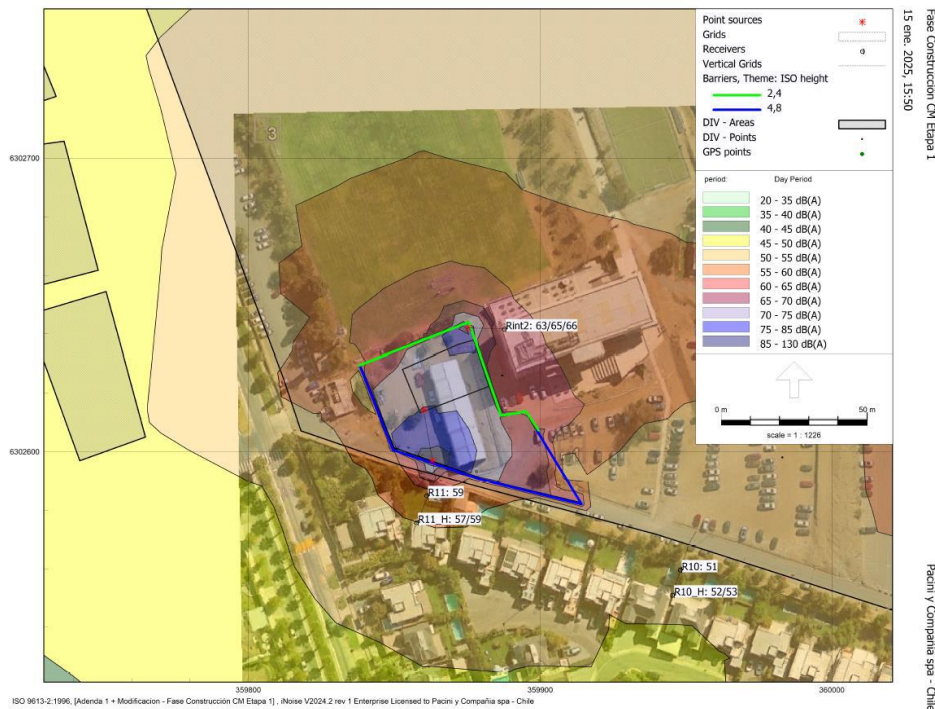 Fase Construcción CM Etapa 1
15 ene. 2025, 15:50
Point sources
Grids
Receivers
Vertical Grids
Barriers, Theme: ISO height
2,4
4,8
DIV - Areas
DIV - Points
GPS points
period: Day Period
20 - 35 dB(A)
35 - 40 dB(A)
40 - 45 dB(A)
45 - 50 dB(A)
50 - 55 dB(A)
55 - 60 dB(A)
60 - 65 dB(A)
65 - 70 dB(A)
70 - 75 dB(A)
75 - 85 dB(A)
85 - 130 dB(A)
0 m 50 m
scale = 1 : 1226
3
6302700
Rint2: 63/65/66
6302600
R11: 59
R11_H: 57/59
R10: 51
R10_H: 52/53
359800 359900 360000
Pacini y Compañia spa - Chile
ISO 9613-2:1996, [Adenda 1 + Modificacion - Fase Construcción CM Etapa 1] , iNoise V2024.2 rev 1 Enterprise Licensed to Pacini y Compañia spa - Chile